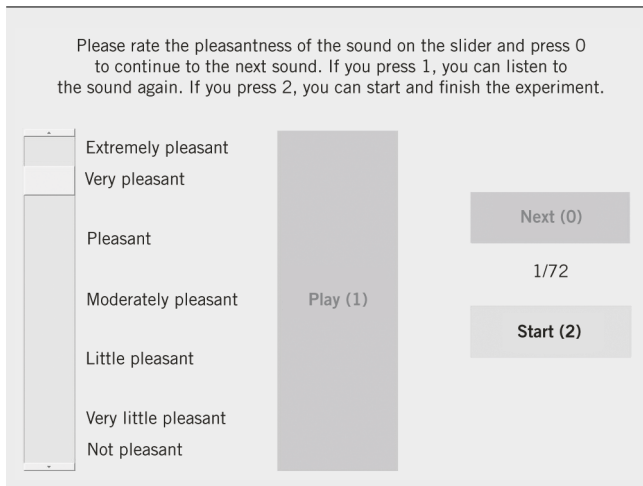 Please rate the pleasantness of the sound on the slider and press 0
to continue to the next sound. If you press 1, you can listen to
the sound again. If you press 2, you can start and finish the experiment.
Extremely pleasant
Very pleasant
Pleasant
Moderately pleasant
Little pleasant
Very little pleasant
Not pleasant
Play (1)
Next (0)
1/72
Start (2)